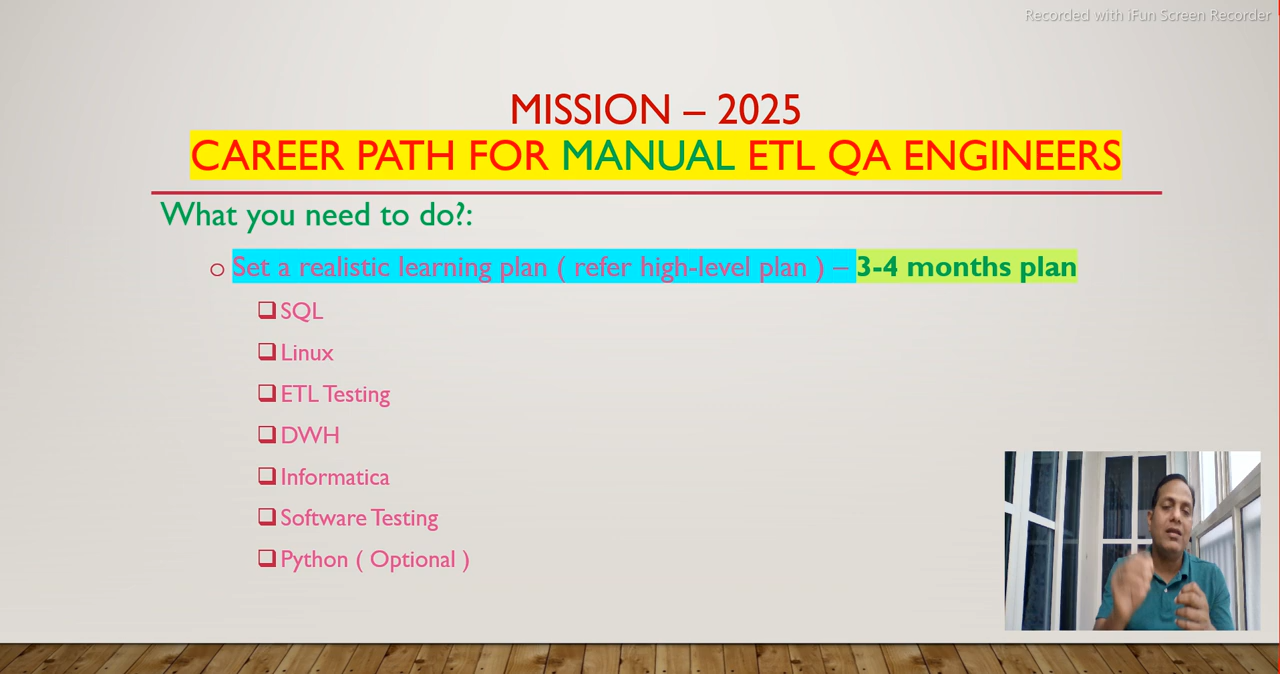 Recorded with iFun Screen Recorder
MISSION – 2025
CAREER PATH FOR MANUAL ETL QA ENGINEERS
What you need to do?:
o Set a realistic learning plan ( refer high-level plan ) – 3-4 months plan
❑ SQL
❑ Linux
❑ ETL Testing
❑ DWH
❑ Informatica
❑ Software Testing
❑ Python ( Optional )